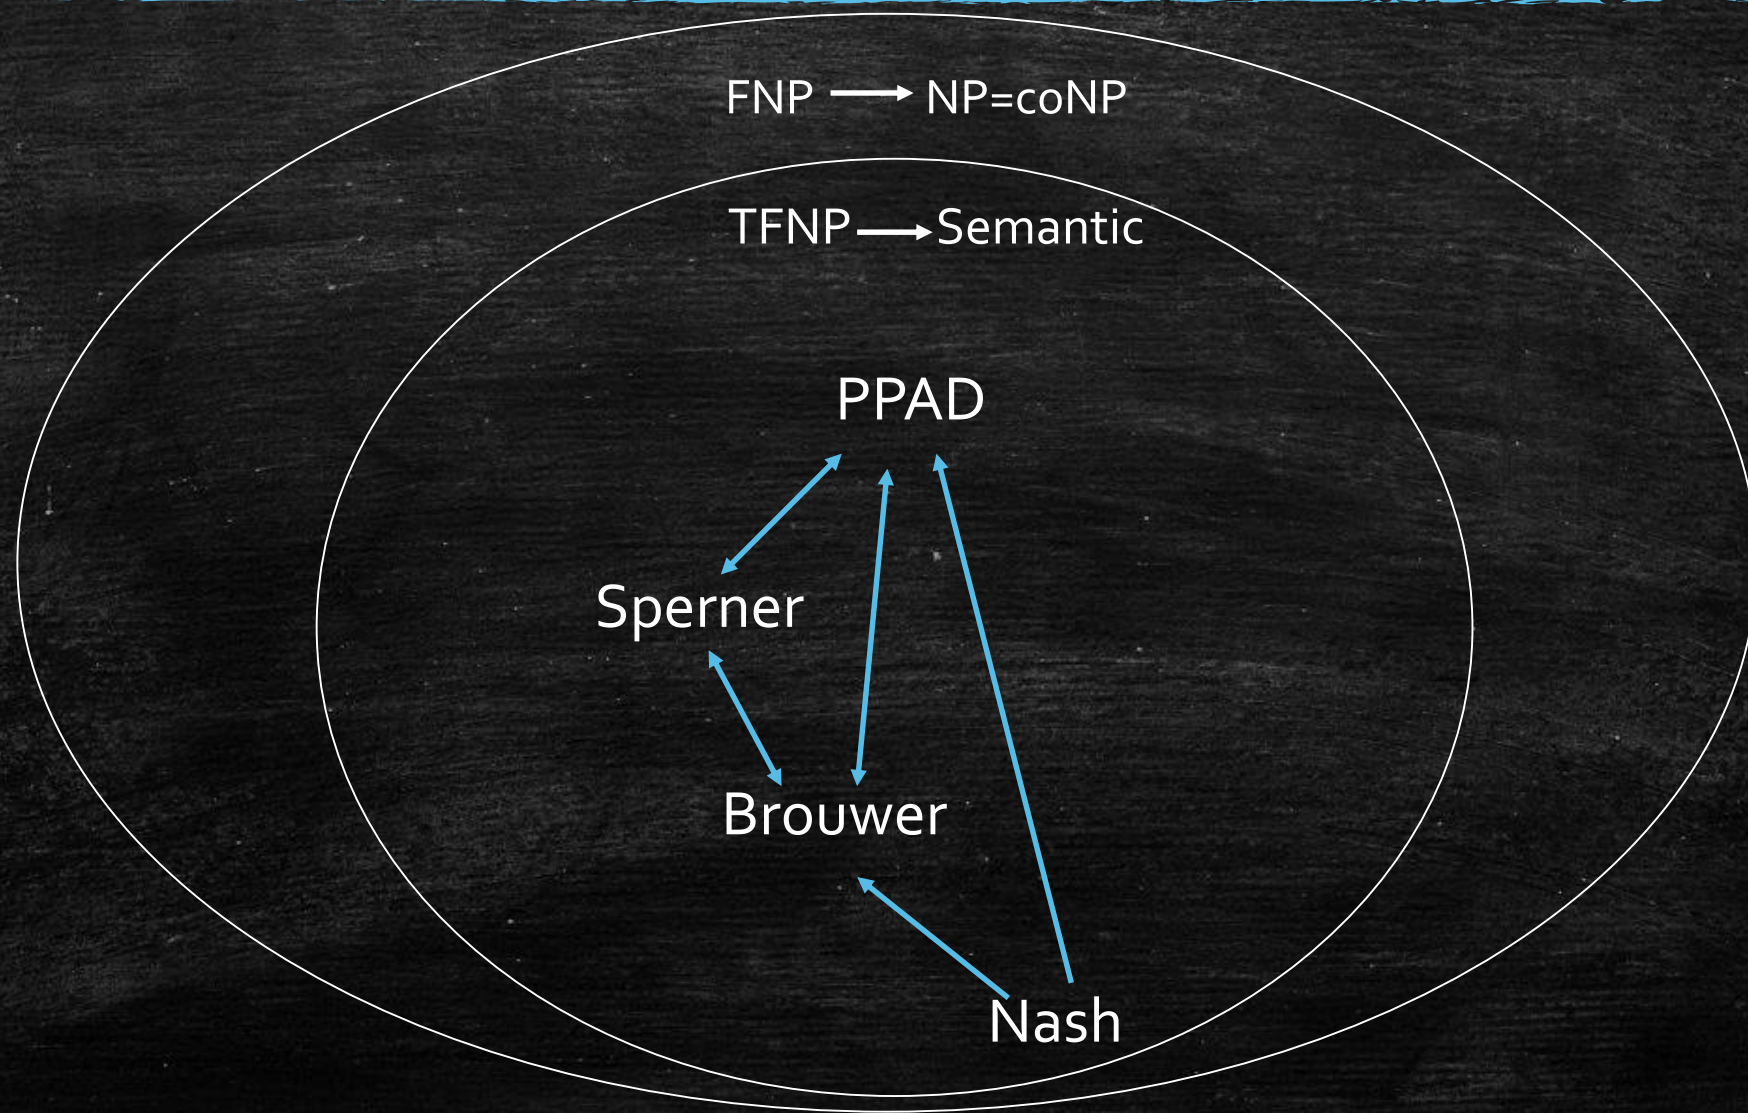 FNP → NP=coNP
TFNP → Semantic
PPAD
Sperner
Brouwer
Nash